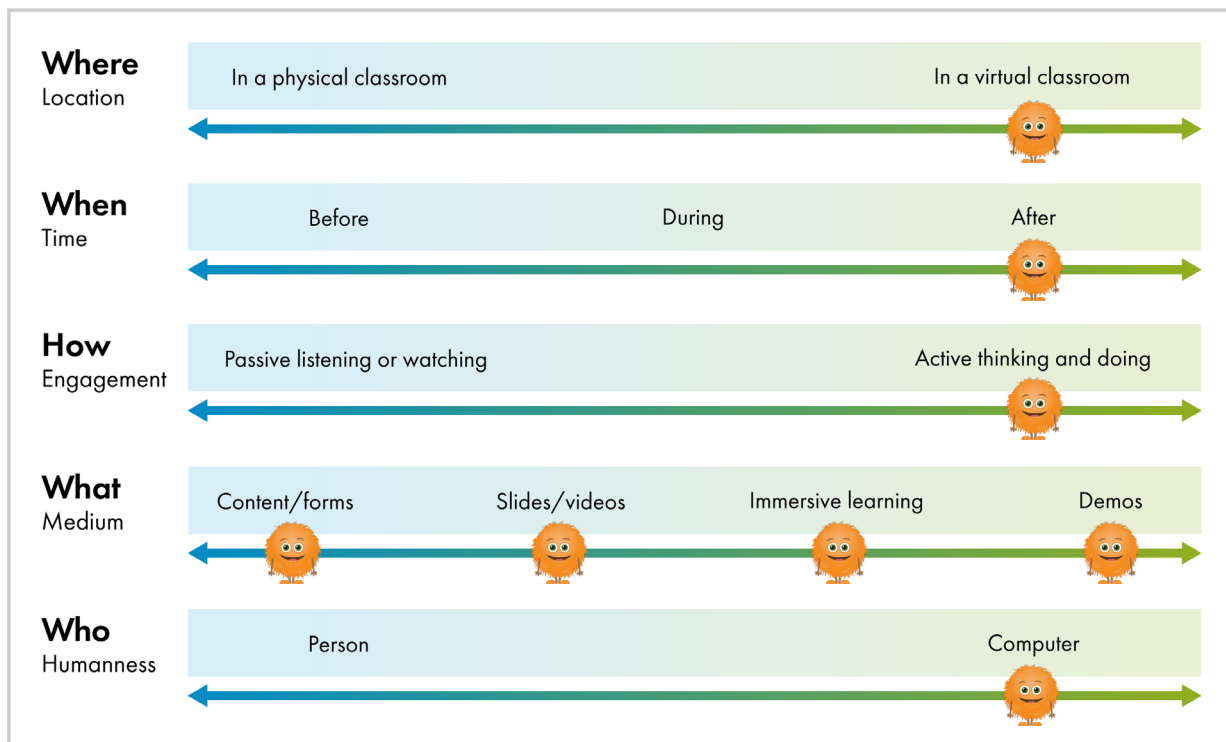 Where
Location
In a physical classroom
In a virtual classroom
When
Time
Before
During
After
How
Engagement
Passive listening or watching
Active thinking and doing
What
Medium
Content/forms
Slides/videos
Immersive learning
Demos
Who
Humanness
Person
Computer